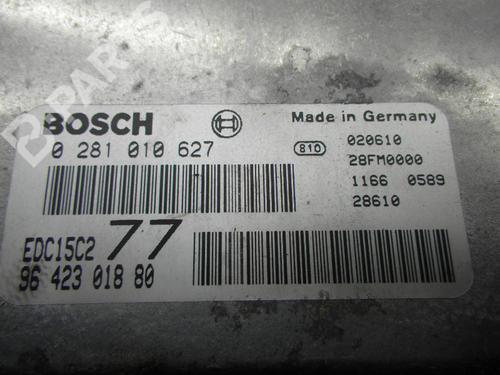 B-PARTS
BOSCH
Made in Germany
0 281 010 627
810
020610
28FM0000
1166 0589
28610
EDC15C2 77
96 423 018 80